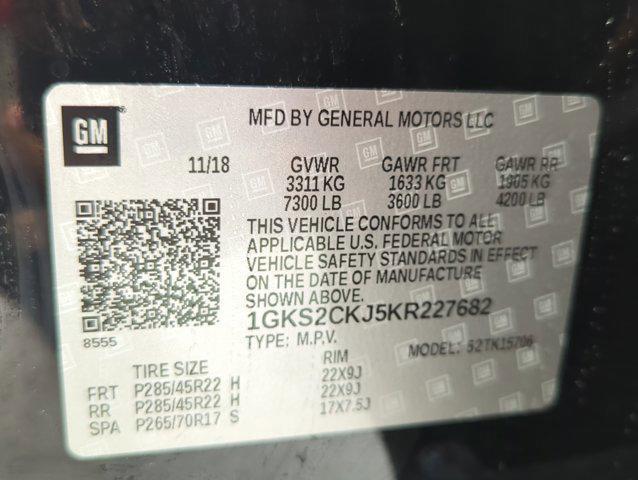 GM
MFD BY GENERAL MOTORS LLC
11/18 GVWR GAWR FRT GAWR RR
3311 KG 1633 KG 1905 KG
7300 LB 3600 LB 4200 LB
THIS VEHICLE CONFORMS TO ALL
APPLICABLE U.S. FEDERAL MOTOR
VEHICLE SAFETY STANDARDS IN EFFECT
ON THE DATE OF MANUFACTURE
SHOWN ABOVE.
1GKS2CKJ5KR227682
8555
TYPE: M.P.V. MODEL: 52TK15706
TIRE SIZE RIM
FRT P285/45R22 H 22X9J
RR P285/45R22 H 22X9J
SPA P265/70R17 S 17X7.5J